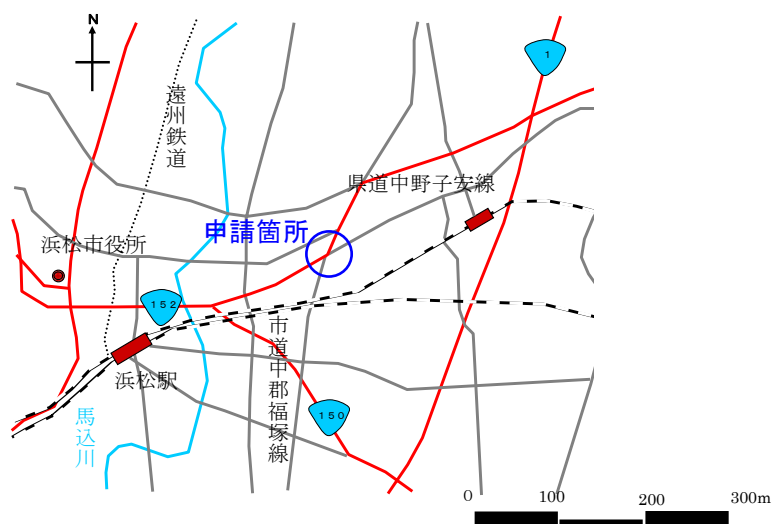 N
1
遠州鉄道
県道中野子安線
申請箇所
浜松市役所
152
市道中郡福塚線
浜松駅
馬込川
150
0 100 200 300m